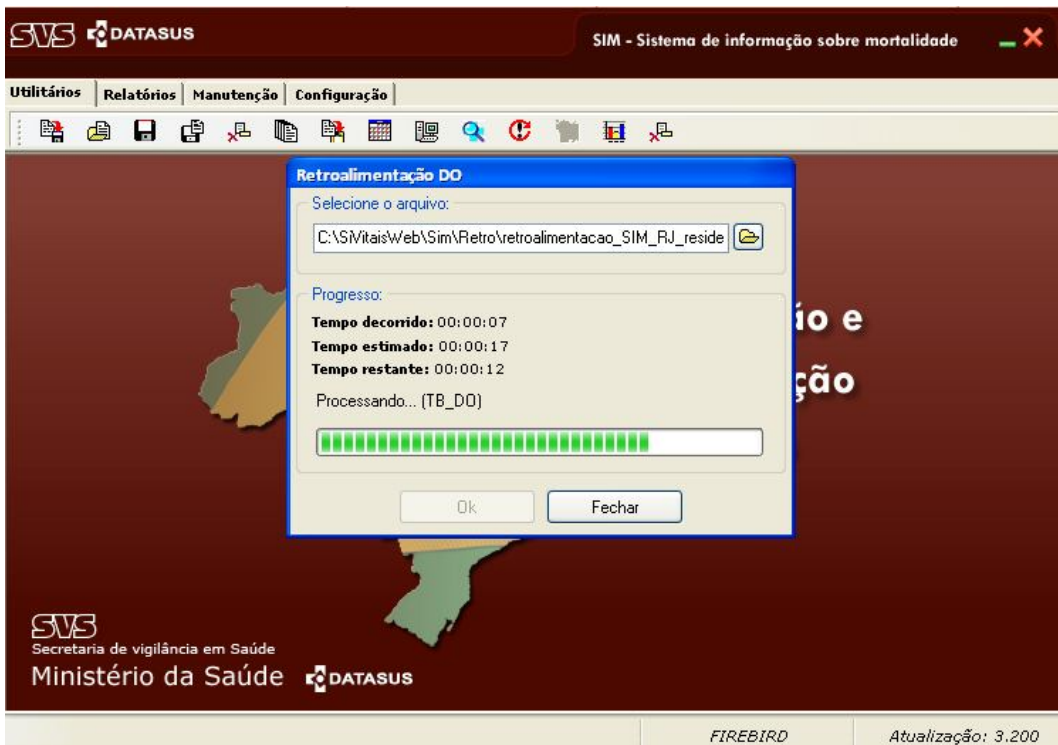 SVS DATASUS
SIM - Sistema de informação sobre mortalidade
Utilitários Relatórios Manutenção Configuração
Retroalimentação DO
Selecione o arquivo:
C:\SiVitaisWeb\Sim\Retro\retroalimentacao_SIM_RJ_reside
Progresso:
Tempo decorrido: 00:00:07
Tempo estimado: 00:00:17
Tempo restante: 00:00:12
Processando... (TB_DO)
Ok Fechar
ão e
ção
SVS
Secretaria de vigilância em Saúde
Ministério da Saúde DATASUS
FIREBIRD Atualização: 3.200